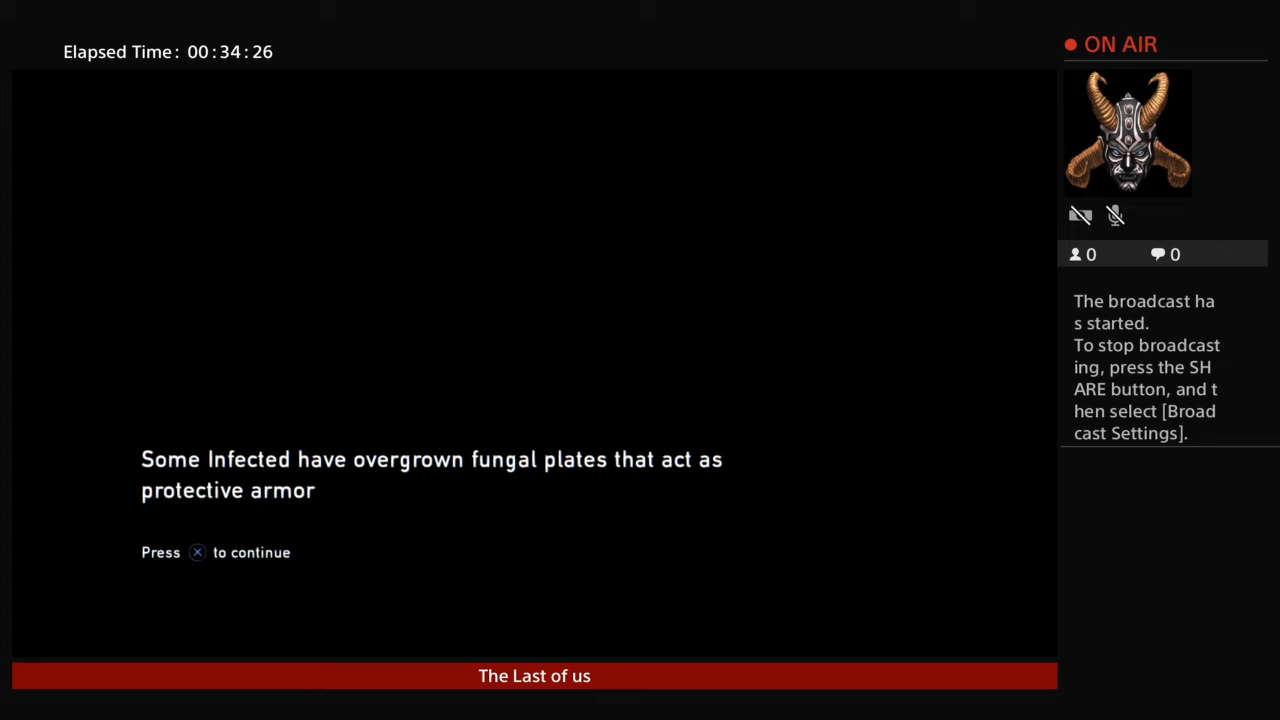 Elapsed Time: 00:34:26
ON AIR
0
0
The broadcast ha
s started.
To stop broadcast
ing, press the SH
ARE button, and t
hen select [Broad
cast Settings].
Some Infected have overgrown fungal plates that act as
protective armor
Press to continue
The Last of us